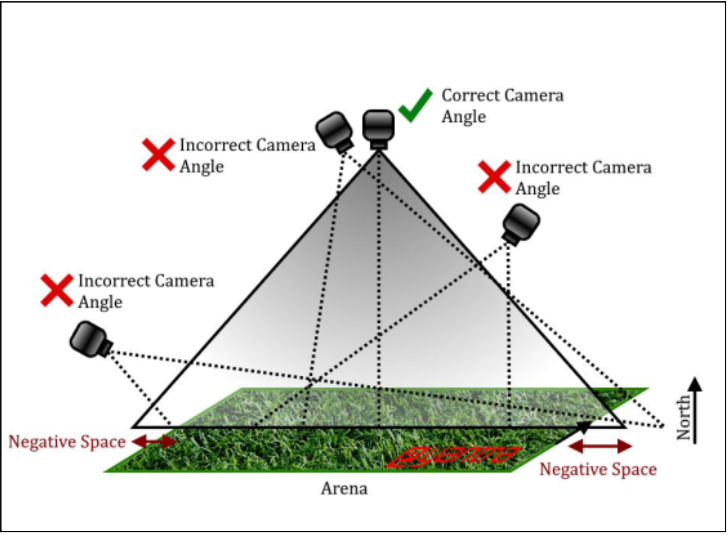 Correct Camera
Angle
Incorrect Camera
Angle
Incorrect Camera
Angle
Incorrect Camera
Angle
North
Negative Space
Negative Space
Arena